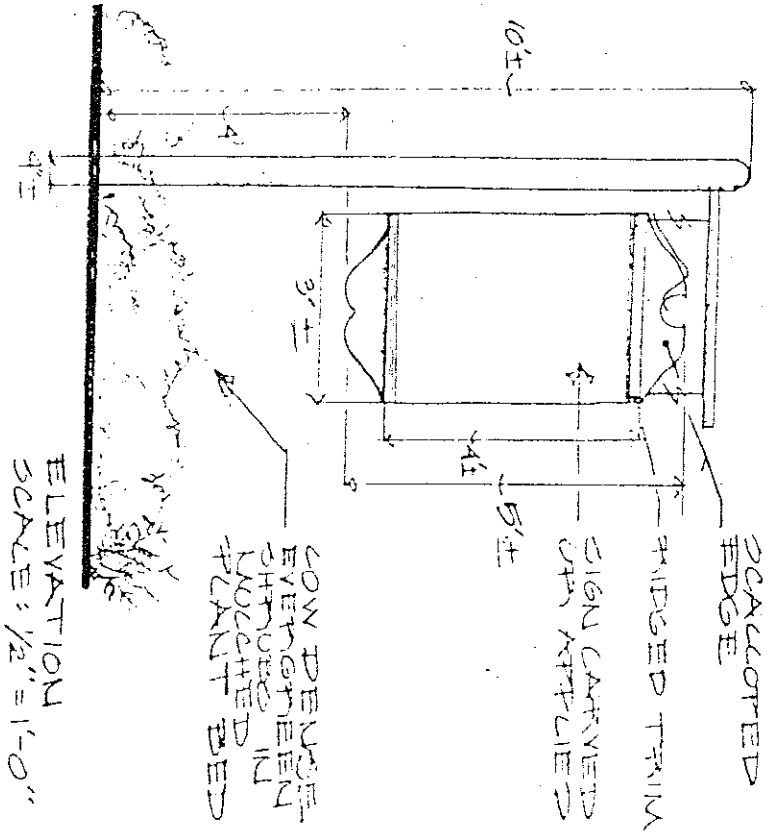 SCALLOPED
EDGE
RIDGED TRIM
SIGN CARVED
OR APPLIED
LOW DENSE
EVERGREEN
SHRUBS IN
MULCHED
PLANT BED
10'±
4'
4"±
3'±
4'±
5'±
ELEVATION
SCALE: 1/2" = 1'-0"